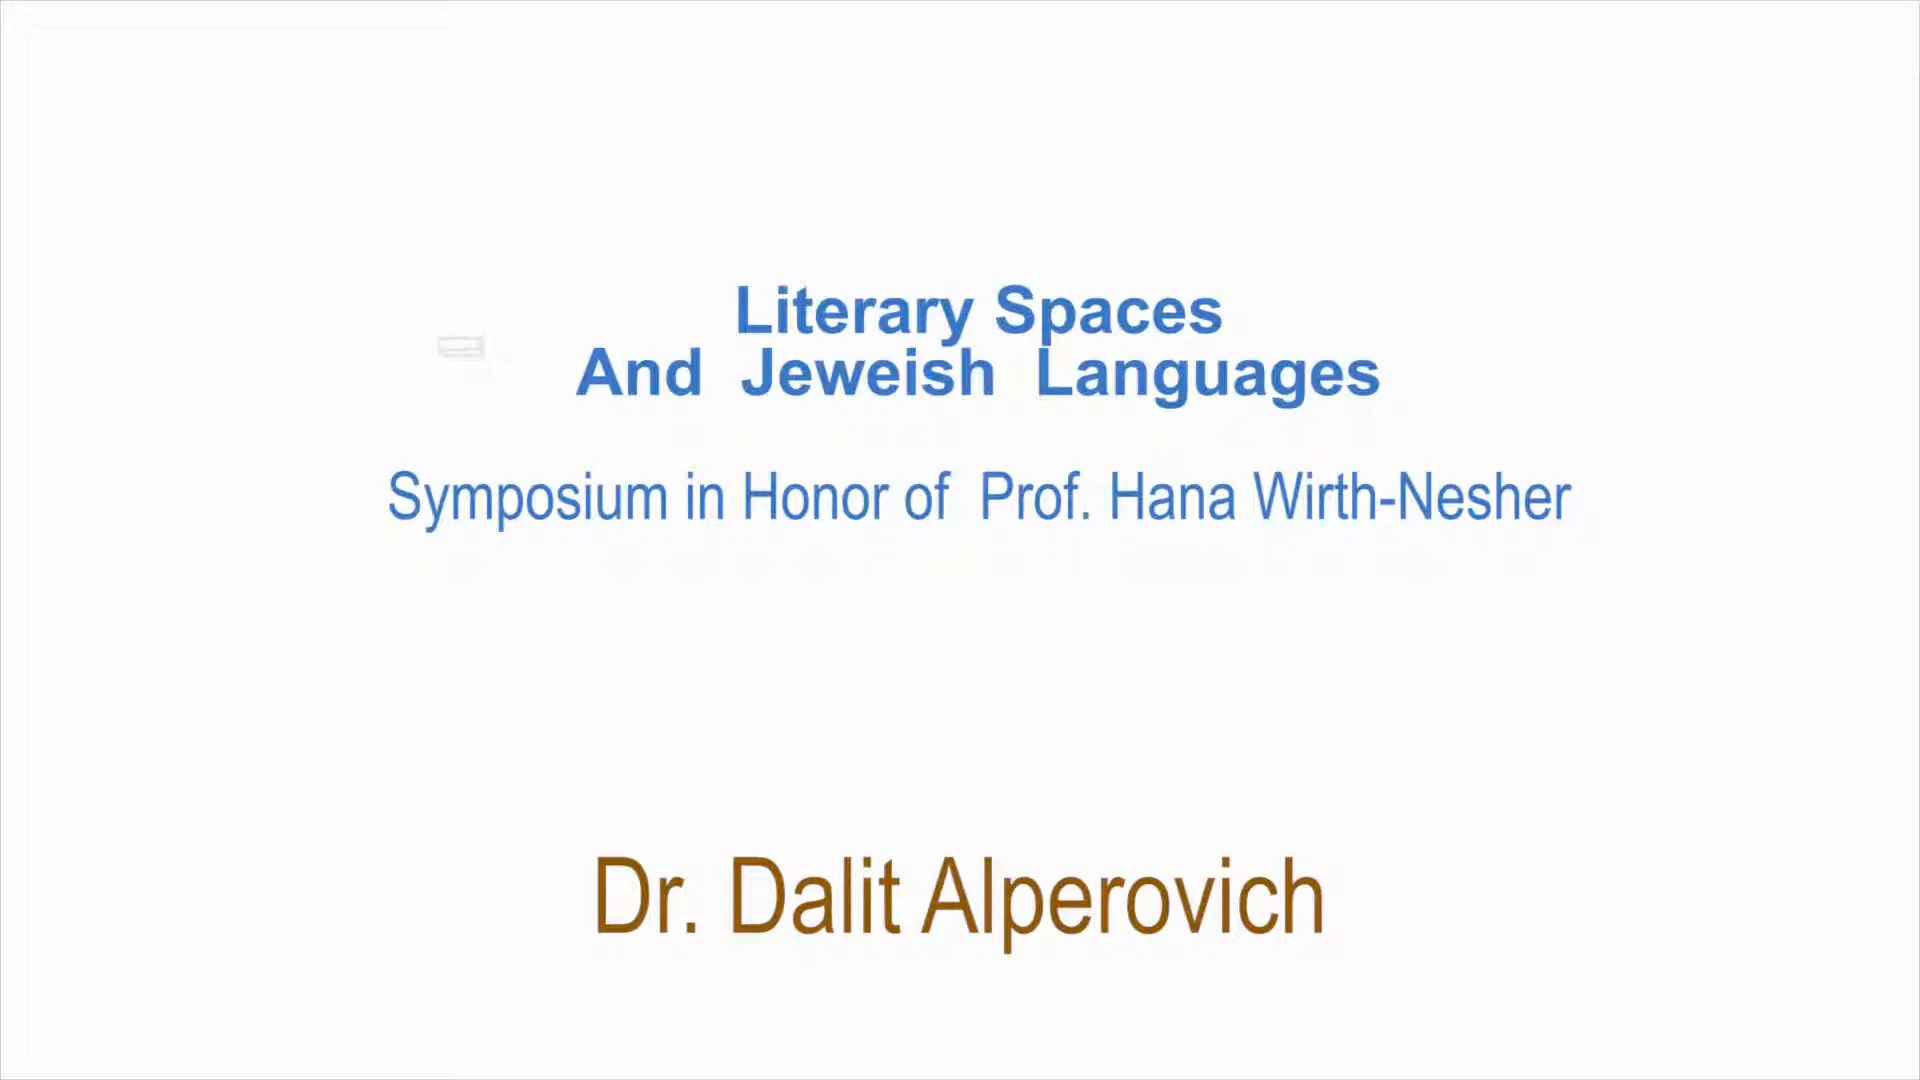 Literary Spaces
And Jeweish Languages
Symposium in Honor of Prof. Hana Wirth-Nesher
Dr. Dalit Alperovich